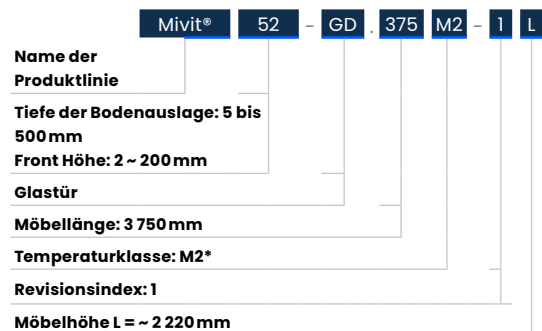 Mivit® 52 - GD . 375 M2 - 1 L
Name der
Produktlinie
Tiefe der Bodenauslage: 5 bis
500 mm
Front Höhe: 2 ~ 200 mm
Glastür
Möbellänge: 3 750 mm
Temperaturklasse: M2*
Revisionsindex: 1
Möbelhöhe L = ~ 2 220 mm